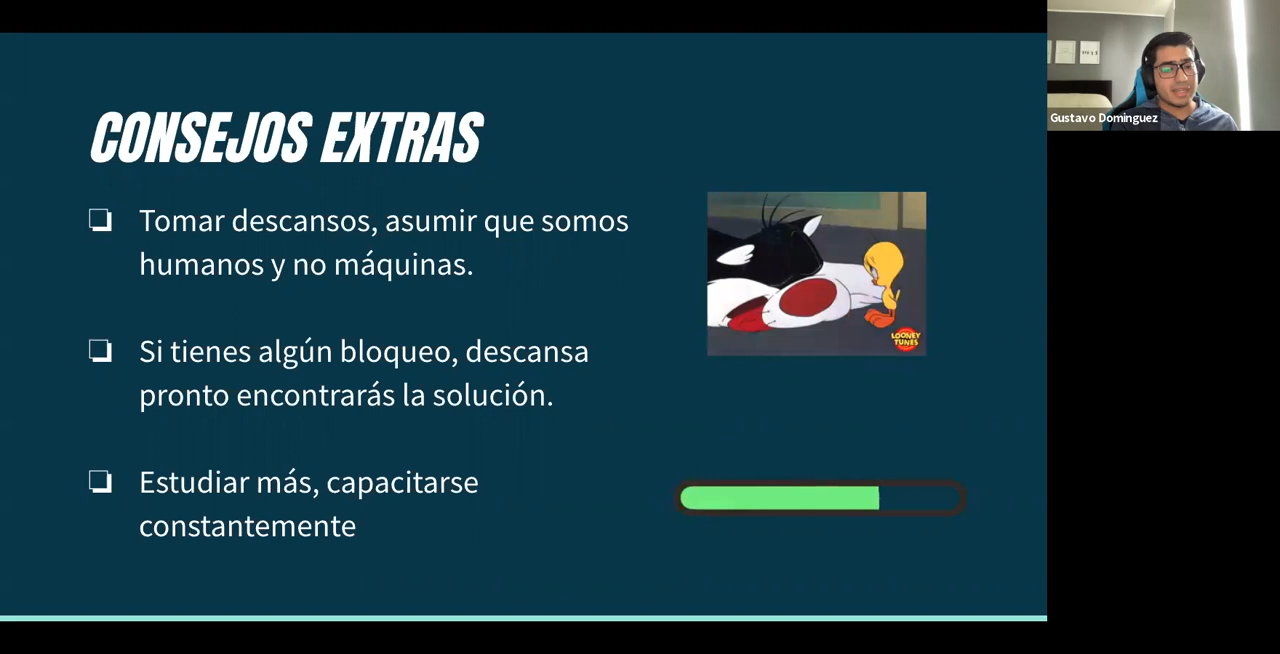 CONSEJOS EXTRAS
Tomar descansos, asumir que somos
humanos y no máquinas.
Si tienes algún bloqueo, descansa
pronto encontrarás la solución.
Estudiar más, capacitarse
constantemente
LOONEY
TUNES
Gustavo Dominguez